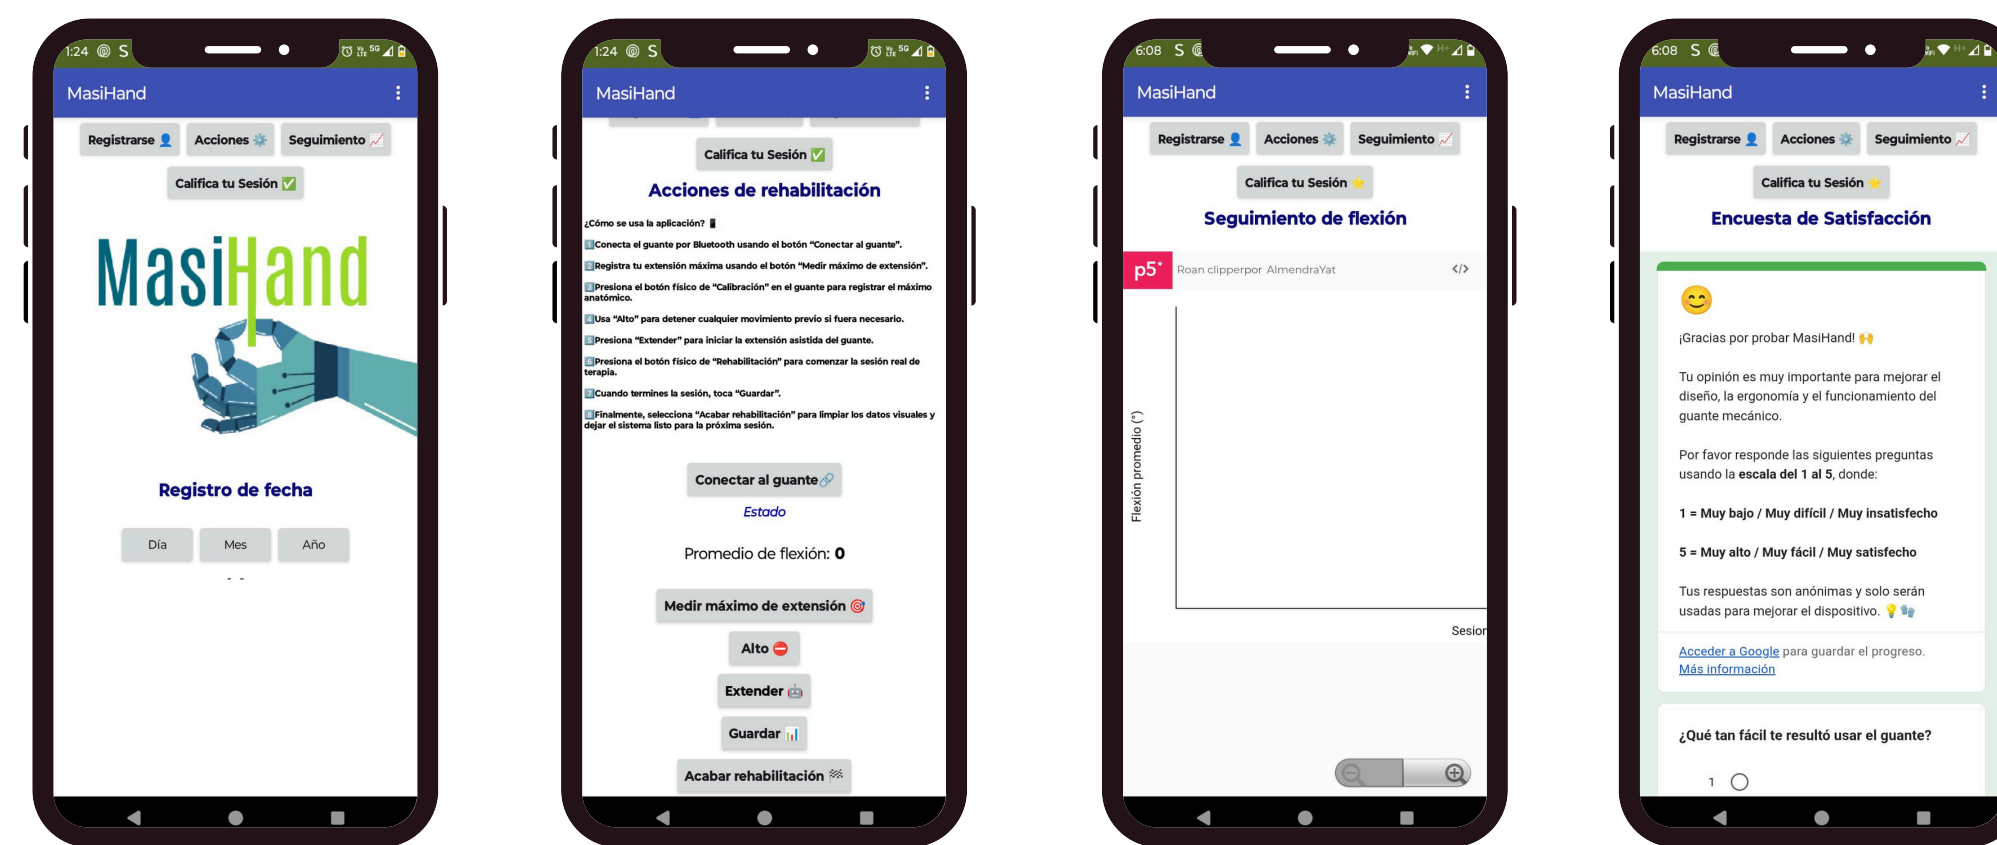 1:24 S 5G
MasiHand
Registrarse 👤 Acciones ⚙️ Seguimiento 📈
Califica tu Sesión ✅
MasiHand
Registro de fecha
Día Mes Año
- -
1:24 S 5G
MasiHand
Califica tu Sesión ✅
Acciones de rehabilitación
¿Cómo se usa la aplicación? 📱
1️⃣Conecta el guante por Bluetooth usando el botón “Conectar al guante”.
2️⃣Registra tu extensión máxima usando el botón “Medir máximo de extensión”.
3️⃣Presiona el botón físico de “Calibración” en el guante para registrar el máximo
anatómico.
4️⃣Usa “Alto” para detener cualquier movimiento previo si fuera necesario.
5️⃣Presiona “Extender” para iniciar la extensión asistida del guante.
6️⃣Presiona el botón físico de “Rehabilitación” para comenzar la sesión real de
terapia.
7️⃣Cuando termines la sesión, toca “Guardar”.
8️⃣Finalmente, selecciona “Acabar rehabilitación” para limpiar los datos visuales y
dejar el sistema listo para la próxima sesión.
Conectar al guante🔗
Estado
Promedio de flexión: 0
Medir máximo de extensión 🎯
Alto ⛔
Extender 🤖
Guardar 📊
Acabar rehabilitación 🏁
6:08 S H+
MasiHand
Registrarse 👤 Acciones ⚙️ Seguimiento 📈
Califica tu Sesión ⭐
Seguimiento de flexión
p5* Roan clipperpor AlmendraYat </>
Flexión promedio (°)
Sesion
6:08 S H+
MasiHand
Registrarse 👤 Acciones ⚙️ Seguimiento 📈
Califica tu Sesión ⭐
Encuesta de Satisfacción
😊
¡Gracias por probar MasiHand! 🙌
Tu opinión es muy importante para mejorar el
diseño, la ergonomía y el funcionamiento del
guante mecánico.
Por favor responde las siguientes preguntas
usando la escala del 1 al 5, donde:
1 = Muy bajo / Muy difícil / Muy insatisfecho
5 = Muy alto / Muy fácil / Muy satisfecho
Tus respuestas son anónimas y solo serán
usadas para mejorar el dispositivo. 💡🧤
Acceder a Google para guardar el progreso.
Más información
¿Qué tan fácil te resultó usar el guante?
1